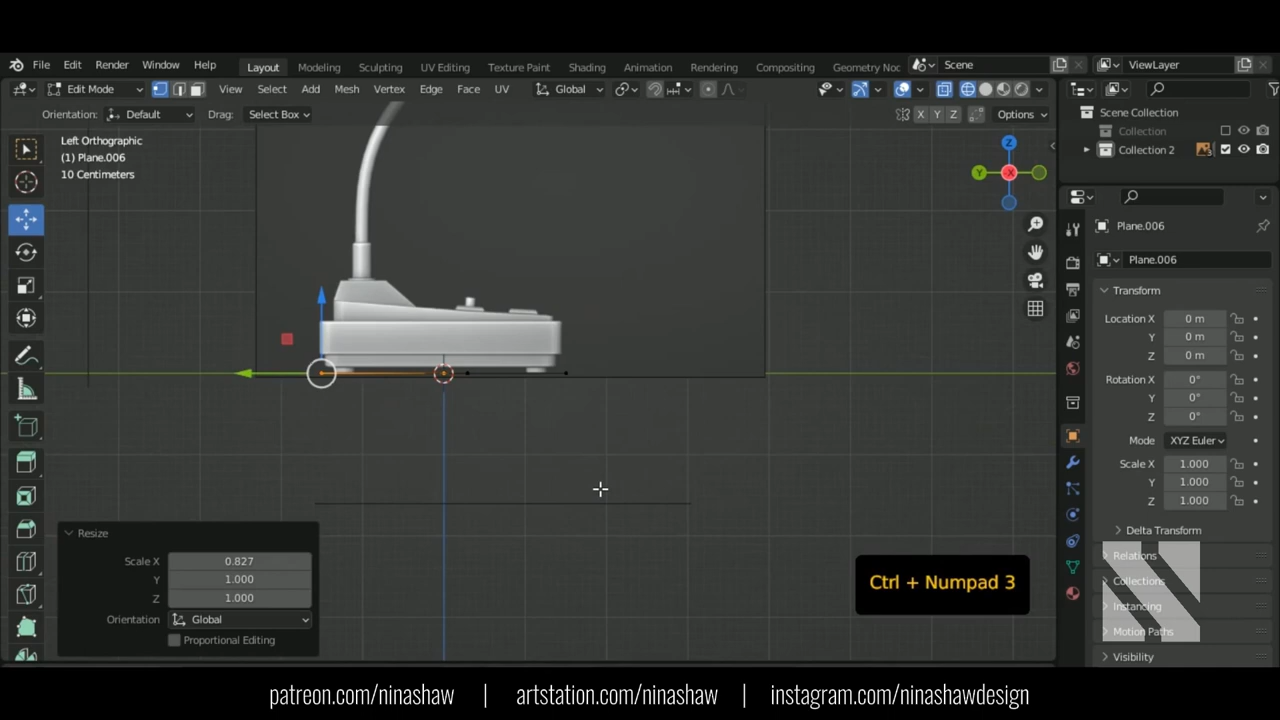 File Edit Render Window Help Layout Modeling Sculpting UV Editing Texture Paint Shading Animation Rendering Compositing Geometry Noc Scene ViewLayer
Edit Mode View Select Add Mesh Vertex Edge Face UV Global
Orientation: Default Drag: Select Box X Y Z Options
Left Orthographic
(1) Plane.006
10 Centimeters
Z
Y
X
Scene Collection
Collection
Collection 2
3
Plane.006
Plane.006
Transform
Location X 0 m
Y 0 m
Z 0 m
Rotation X 0°
Y 0°
Z 0°
Mode XYZ Euler
Scale X 1.000
Y 1.000
Z 1.000
Delta Transform
Relations
Collections
Instancing
Motion Paths
Visibility
Resize
Scale X 0.827
Y 1.000
Z 1.000
Orientation Global
Proportional Editing
Ctrl + Numpad 3
patreon.com/ninashaw | artstation.com/ninashaw | instagram.com/ninashawdesign